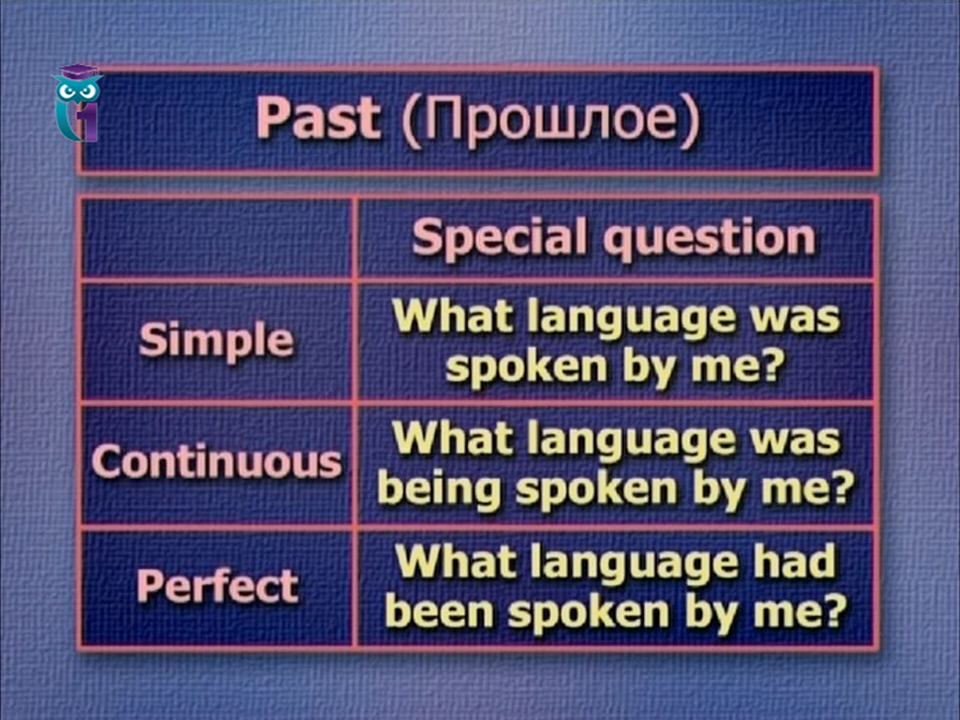 Past (Прошлое)
Special question
Simple
What language was
spoken by me?
Continuous
What language was
being spoken by me?
Perfect
What language had
been spoken by me?